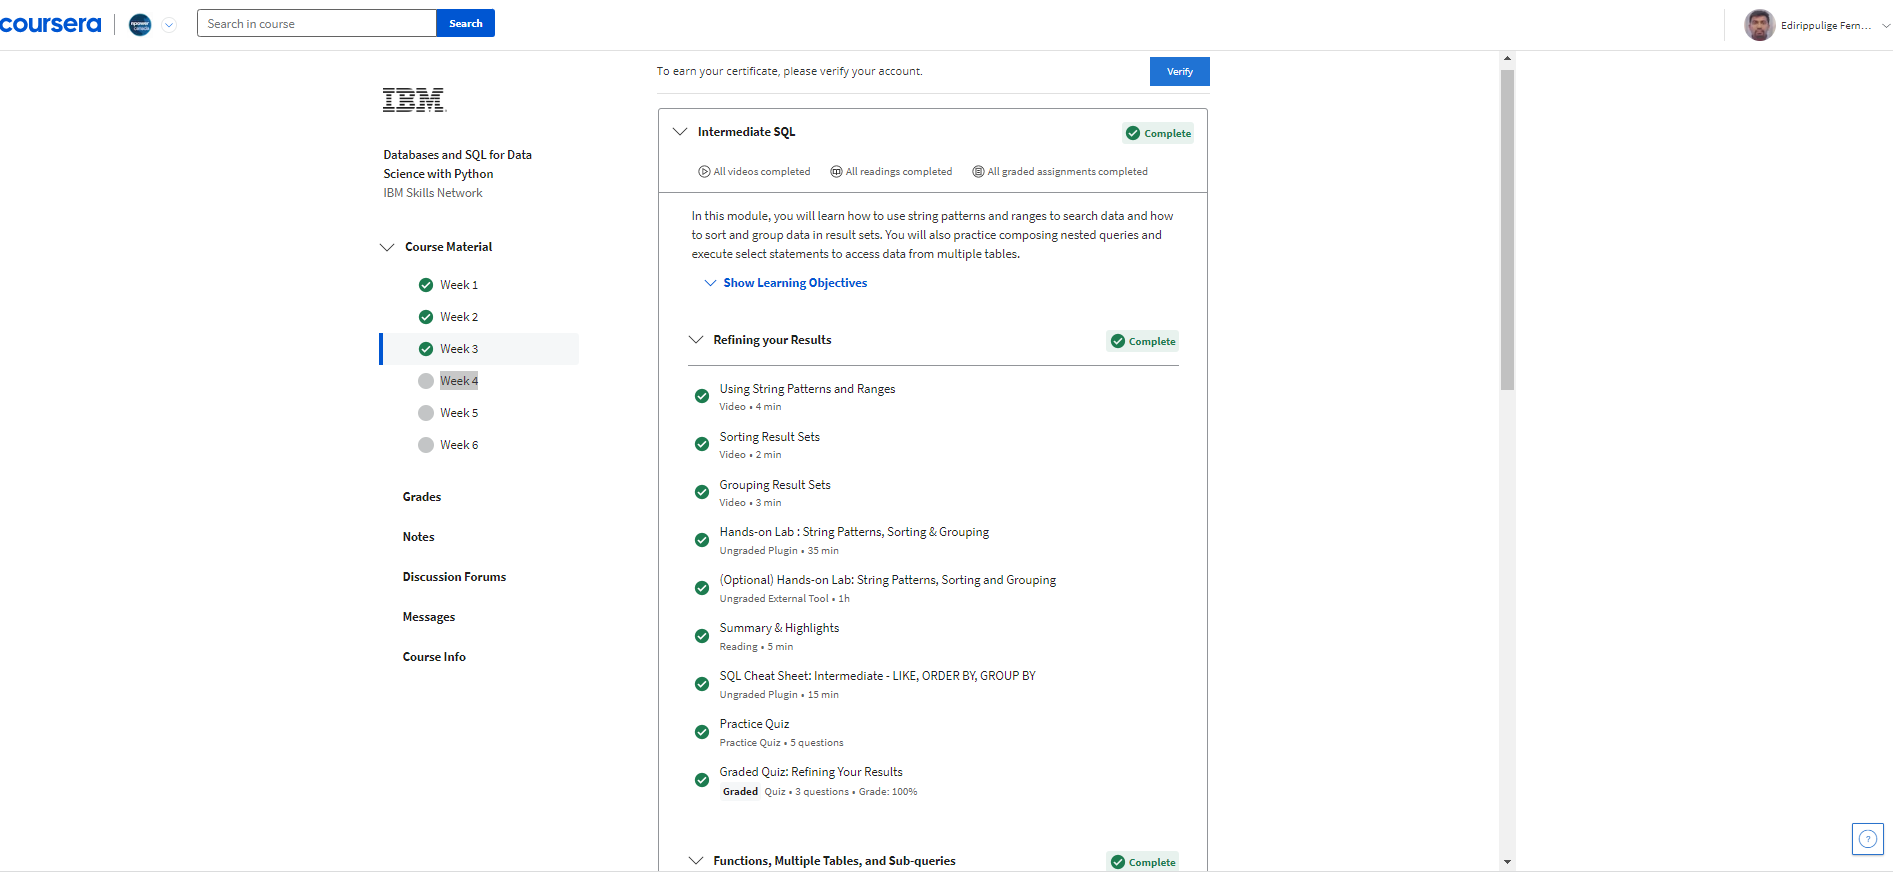 coursera
npower canada
Search in course
Search
Edirippulige Fern...
To earn your certificate, please verify your account.
Verify
IBM
Databases and SQL for Data
Science with Python
IBM Skills Network
Course Material
Week 1
Week 2
Week 3
Week 4
Week 5
Week 6
Grades
Notes
Discussion Forums
Messages
Course Info
Intermediate SQL
Complete
All videos completed
All readings completed
All graded assignments completed
In this module, you will learn how to use string patterns and ranges to search data and how
to sort and group data in result sets. You will also practice composing nested queries and
execute select statements to access data from multiple tables.
Show Learning Objectives
Refining your Results
Complete
Using String Patterns and Ranges
Video • 4 min
Sorting Result Sets
Video • 2 min
Grouping Result Sets
Video • 3 min
Hands-on Lab : String Patterns, Sorting & Grouping
Ungraded Plugin • 35 min
(Optional) Hands-on Lab: String Patterns, Sorting and Grouping
Ungraded External Tool • 1h
Summary & Highlights
Reading • 5 min
SQL Cheat Sheet: Intermediate - LIKE, ORDER BY, GROUP BY
Ungraded Plugin • 15 min
Practice Quiz
Practice Quiz • 5 questions
Graded Quiz: Refining Your Results
Graded Quiz • 3 questions • Grade: 100%
Functions, Multiple Tables, and Sub-queries
Complete
?